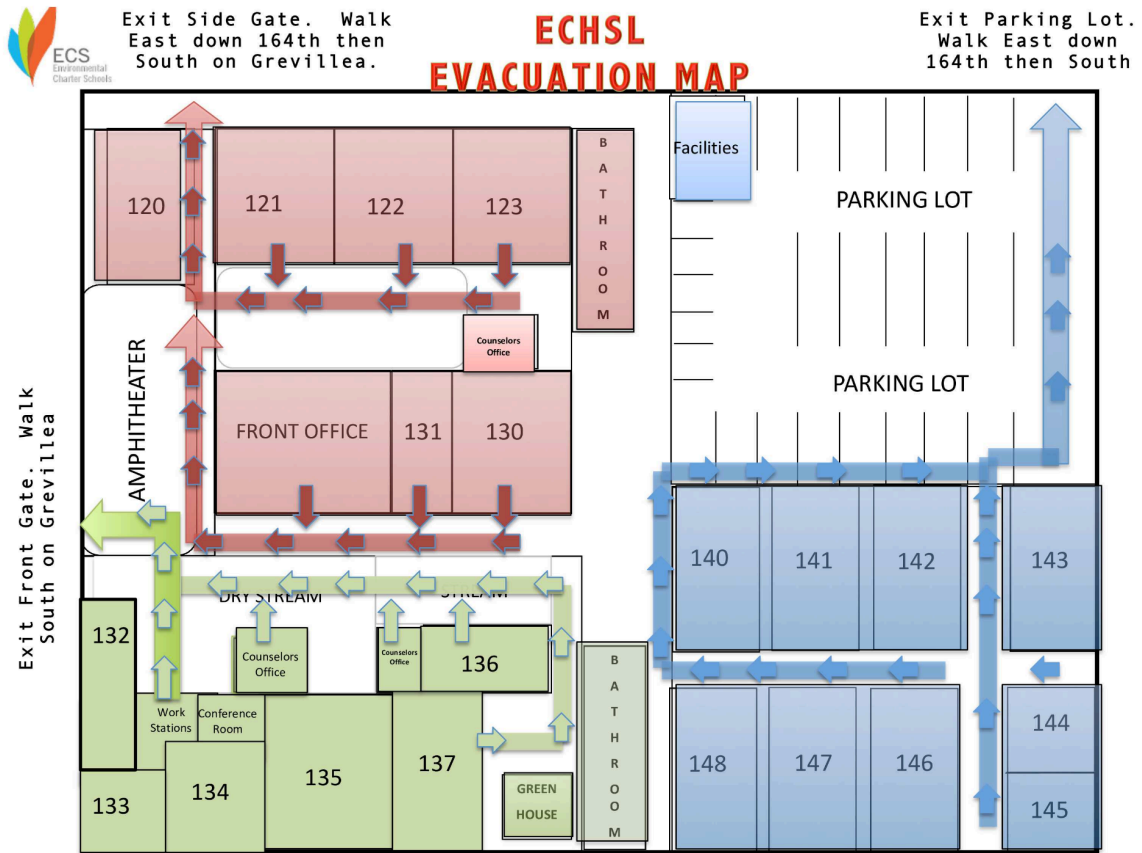 Exit Side Gate. Walk
East down 164th then
South on Grevillea.
ECS
Environmental
Charter Schools
ECHSL
EVACUATION MAP
Exit Parking Lot.
Walk East down
164th then South
120
121
122
123
BATHROOM
Facilities
PARKING LOT
PARKING LOT
Counselors
Office
AMPHITHEATER
FRONT OFFICE
131
130
Exit Front Gate. Walk
South on Grevillea
DRY STREAM
STREAM
132
Counselors
Office
Counselors
Office
136
Work
Stations
Conference
Room
133
134
135
137
GREEN
HOUSE
BATHROOM
140
141
142
143
148
147
146
144
145